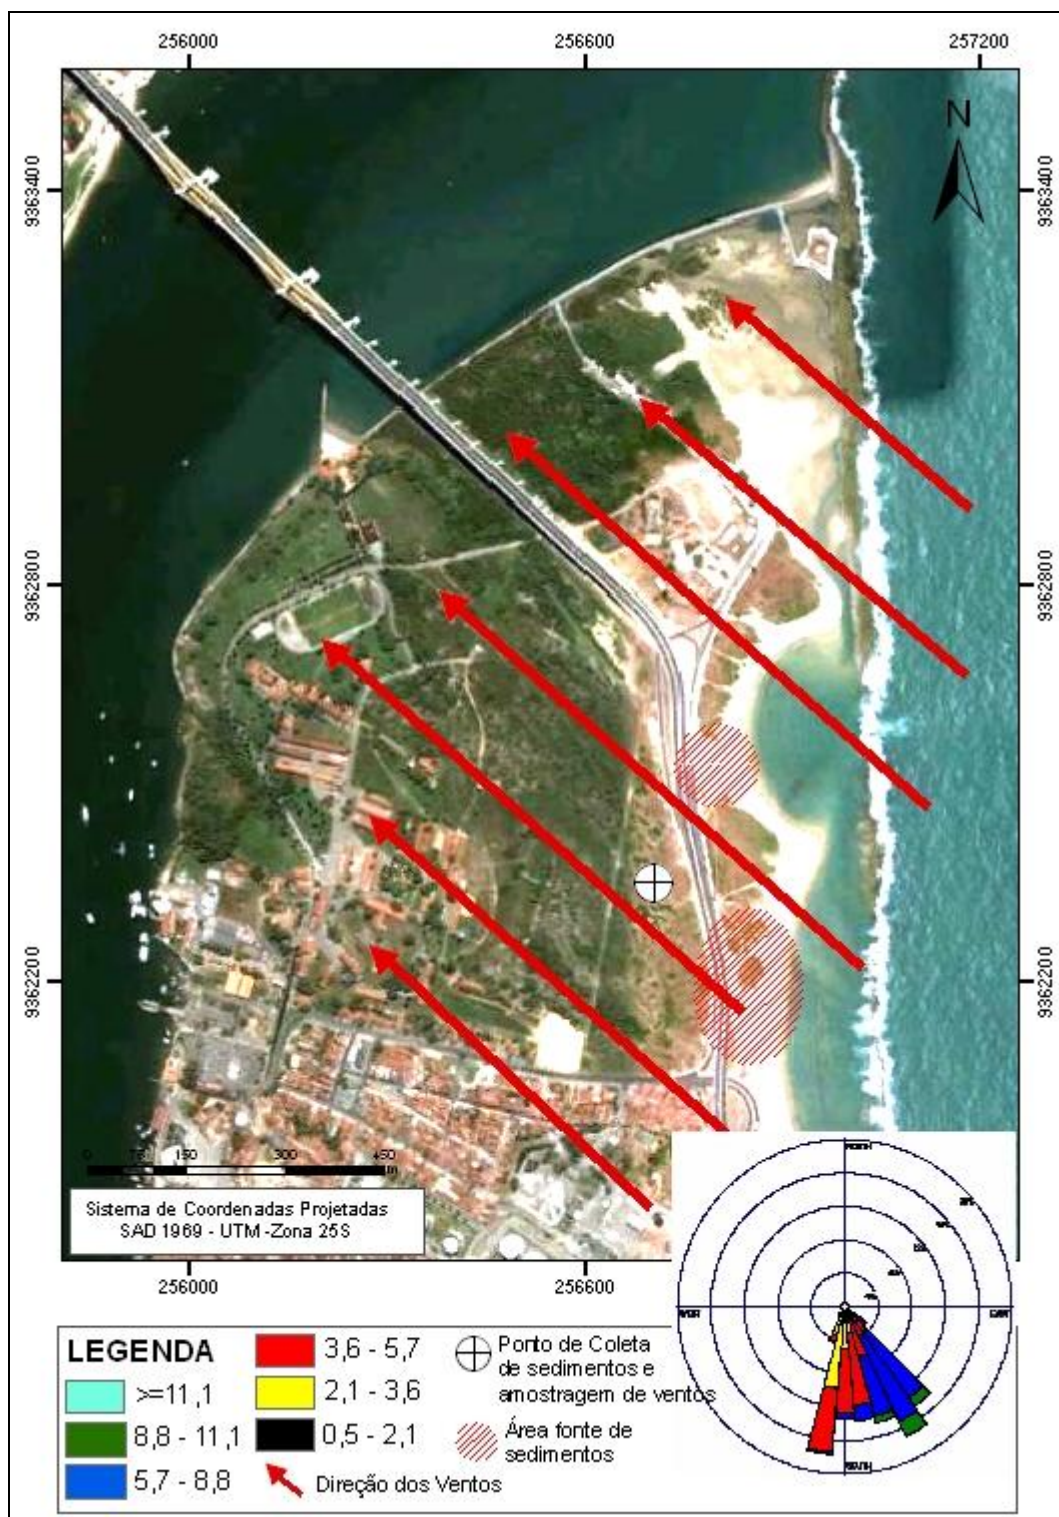 256000 256600 257200
N
9363400 9363400
9362800 9362800
9362200 9362200
0 75 150 300 450
m
Sistema de Coordenadas Projetadas
SAD 1969 - UTM -Zona 25S
256000 256600
NORTH
WEST EAST
SOUTH
LEGENDA
>=11,1
8,8 - 11,1
5,7 - 8,8
3,6 - 5,7
2,1 - 3,6
0,5 - 2,1
Direção dos Ventos
Ponto de Coleta
de sedimentos e
amostragem de ventos
Área fonte de
sedimentos